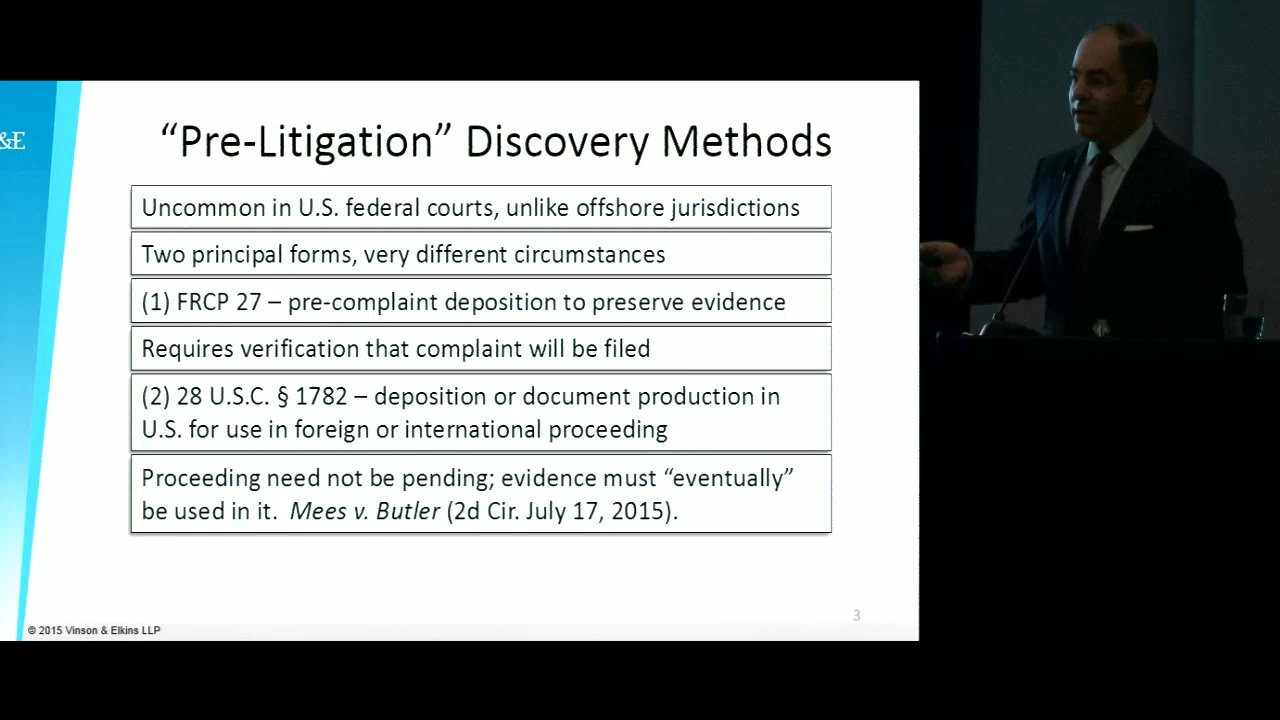 &E
“Pre-Litigation” Discovery Methods
Uncommon in U.S. federal courts, unlike offshore jurisdictions
Two principal forms, very different circumstances
(1) FRCP 27 – pre-complaint deposition to preserve evidence
Requires verification that complaint will be filed
(2) 28 U.S.C. § 1782 – deposition or document production in
U.S. for use in foreign or international proceeding
Proceeding need not be pending; evidence must “eventually”
be used in it. Mees v. Butler (2d Cir. July 17, 2015).
3
© 2015 Vinson & Elkins LLP